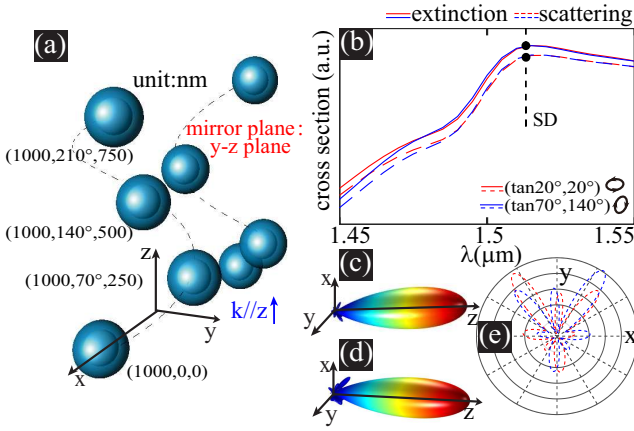 extinction scattering
(a)
unit:nm
mirror plane:
y-z plane
(1000,210°,750)
(1000,140°,500)
(1000,70°,250)
(1000,0,0)
z
y
x
k//z
(b)
cross section (a.u.)
SD
(tan20°,20°)
(tan70°,140°)
1.45 1.5 1.55
λ(μm)
(c)
x
y
z
(d)
x
y
z
(e)
y
x